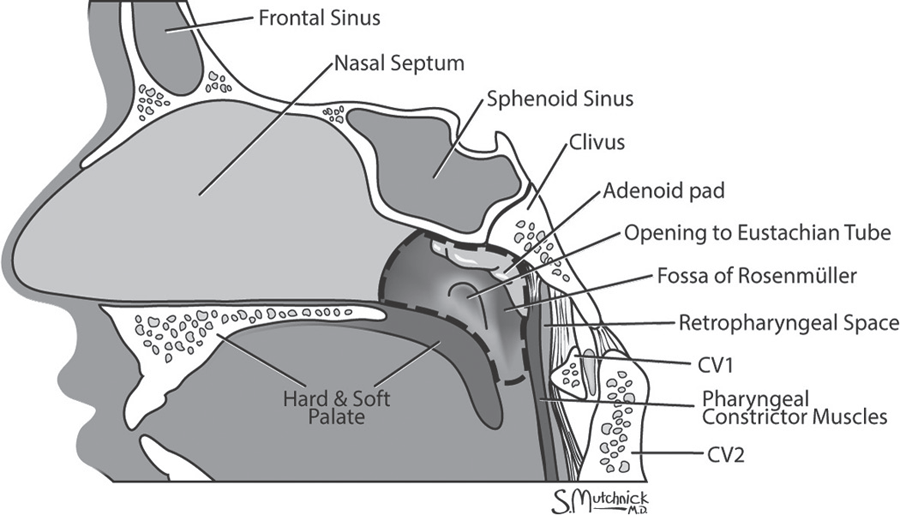 Frontal Sinus
Nasal Septum
Sphenoid Sinus
Clivus
Adenoid pad
Opening to Eustachian Tube
Fossa of Rosenmüller
Retropharyngeal Space
CV1
Hard & Soft
Palate
Pharyngeal
Constrictor Muscles
CV2
S.Mutchnick
M.D.